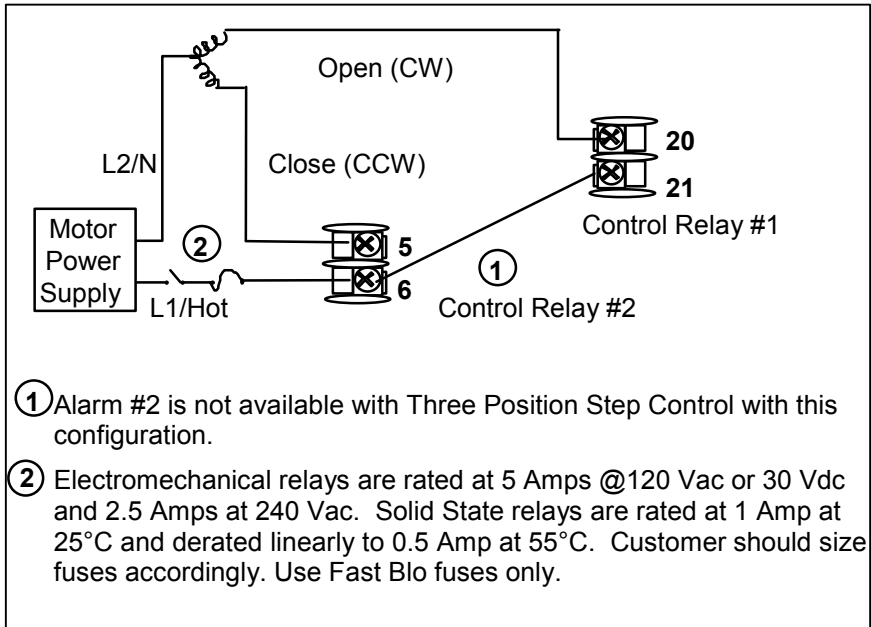 Open (CW)
L2/N
Close (CCW)
20
21
Control Relay #1
Motor
Power
Supply
2
5
6
1
L1/Hot
Control Relay #2
1 Alarm #2 is not available with Three Position Step Control with this
configuration.
2 Electromechanical relays are rated at 5 Amps @120 Vac or 30 Vdc
and 2.5 Amps at 240 Vac. Solid State relays are rated at 1 Amp at
25°C and derated linearly to 0.5 Amp at 55°C. Customer should size
fuses accordingly. Use Fast Blo fuses only.